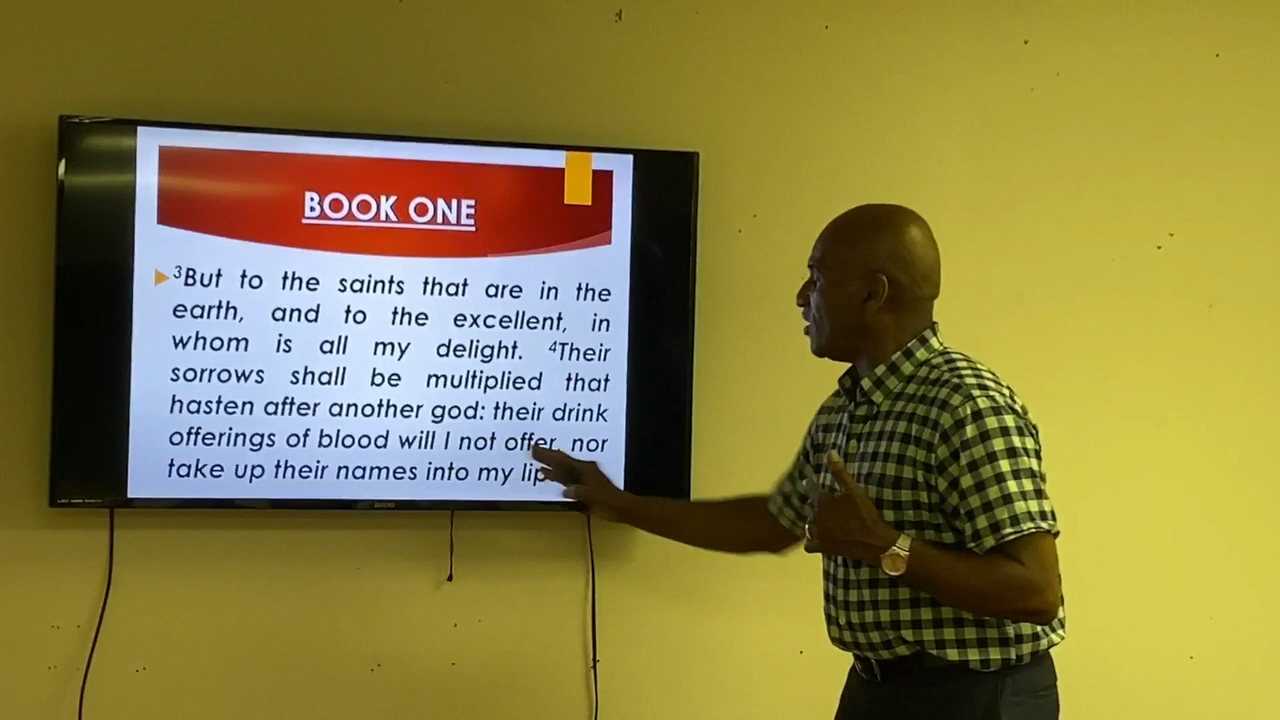 BOOK ONE
³But to the saints that are in the
earth, and to the excellent, in
whom is all my delight. ⁴Their
sorrows shall be multiplied that
hasten after another god: their drink
offerings of blood will I not offer, nor
take up their names into my